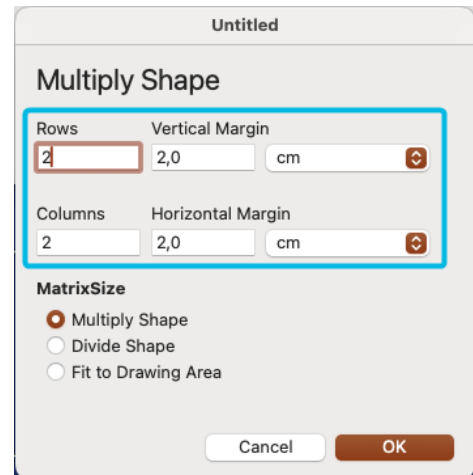 Untitled
Multiply Shape
Rows Vertical Margin
2 2,0 cm
Columns Horizontal Margin
2 2,0 cm
MatrixSize
Multiply Shape
Divide Shape
Fit to Drawing Area
Cancel OK